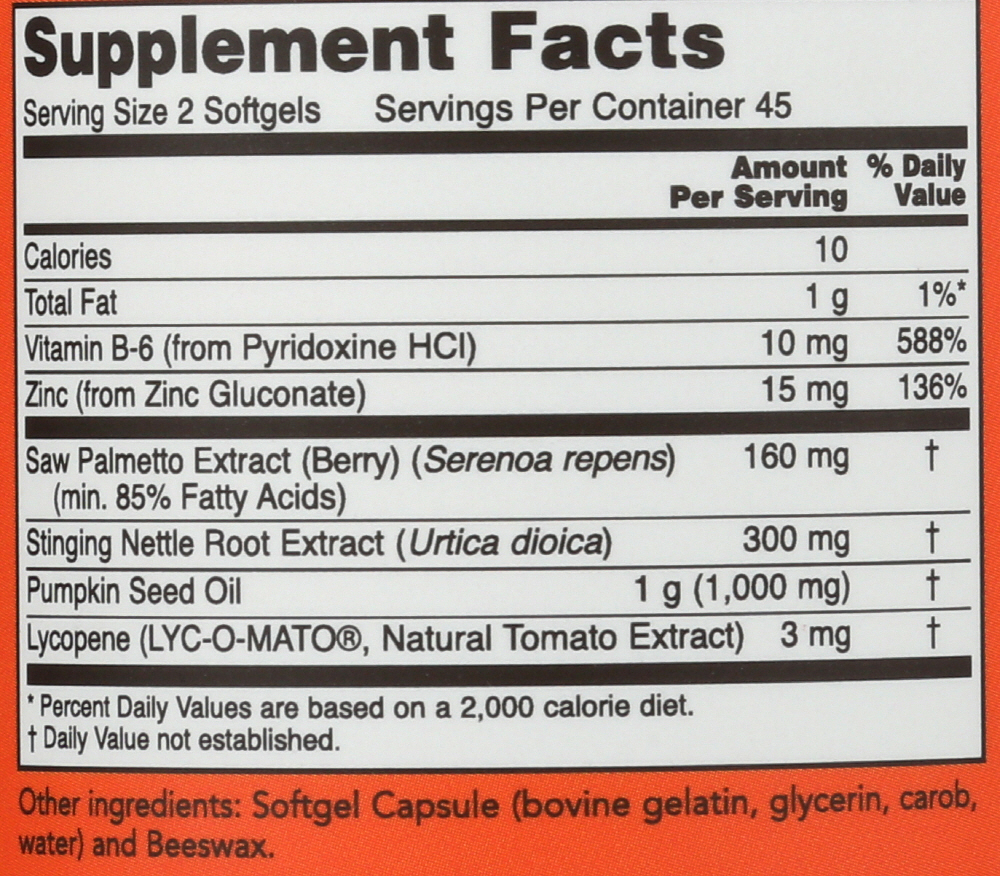 Supplement Facts
Serving Size 2 Softgels Servings Per Container 45
Amount Per Serving % Daily Value
Calories 10
Total Fat 1 g 1%*
Vitamin B-6 (from Pyridoxine HCl) 10 mg 588%
Zinc (from Zinc Gluconate) 15 mg 136%
Saw Palmetto Extract (Berry) (Serenoa repens) 160 mg †
(min. 85% Fatty Acids)
Stinging Nettle Root Extract (Urtica dioica) 300 mg †
Pumpkin Seed Oil 1 g (1,000 mg) †
Lycopene (LYC-O-MATO®, Natural Tomato Extract) 3 mg †
* Percent Daily Values are based on a 2,000 calorie diet.
† Daily Value not established.
Other ingredients: Softgel Capsule (bovine gelatin, glycerin, carob,
water) and Beeswax.